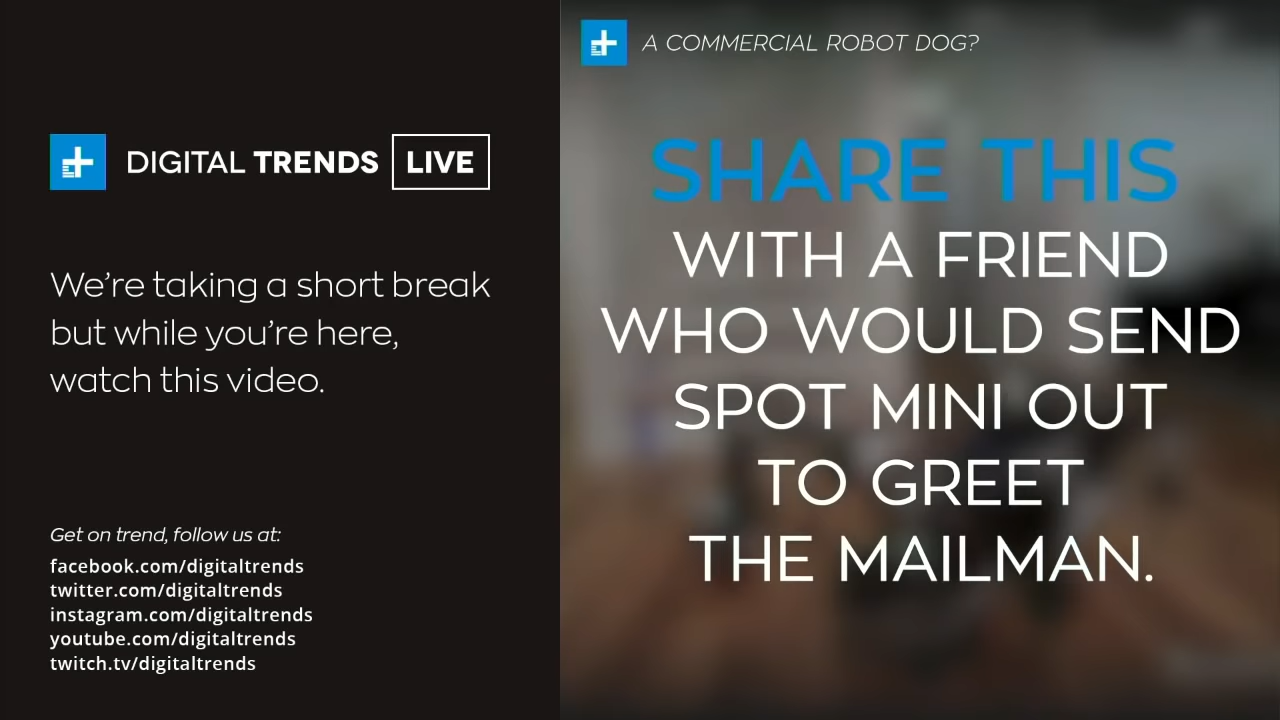 DIGITAL TRENDS LIVE
We're taking a short break
but while you're here,
watch this video.
Get on trend, follow us at:
facebook.com/digitaltrends
twitter.com/digitaltrends
instagram.com/digitaltrends
youtube.com/digitaltrends
twitch.tv/digitaltrends
A COMMERCIAL ROBOT DOG?
SHARE THIS
WITH A FRIEND
WHO WOULD SEND
SPOT MINI OUT
TO GREET
THE MAILMAN.